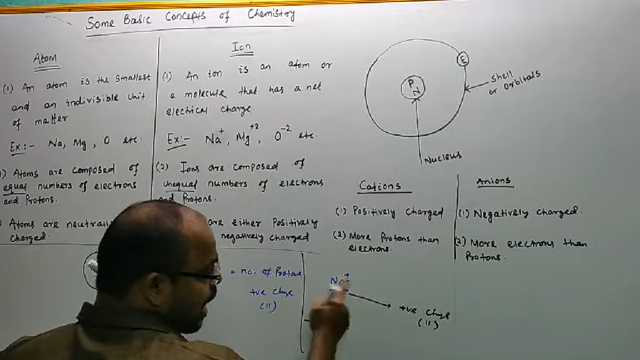 Some Basic Concepts of Chemistry
Atom
(1) An atom is the smallest
and an indivisible unit
of matter
Ex:- Na, Mg, O etc.
Atoms are composed of
equal numbers of electrons
and Protons.
Atoms are neutrall
charged
Ion
(1) An ion is an atom or
a molecule that has a net
electrical charge.
Ex:- Na+, Mg+2, O-2 etc.
(2) Ions are composed of
unequal numbers of electrons
and Protons.
are either Positively
negatively charged
e
P
N
Shell
or Orbitals
Nucleus
Cations
(1) Positively Charged
(2) More Protons than
electrons.
Anions
(1) Negatively charged
(2) More electrons than
Protons.
= no. of Protons
+ve Chge
(11)
Na+
+ve Chge
(11)